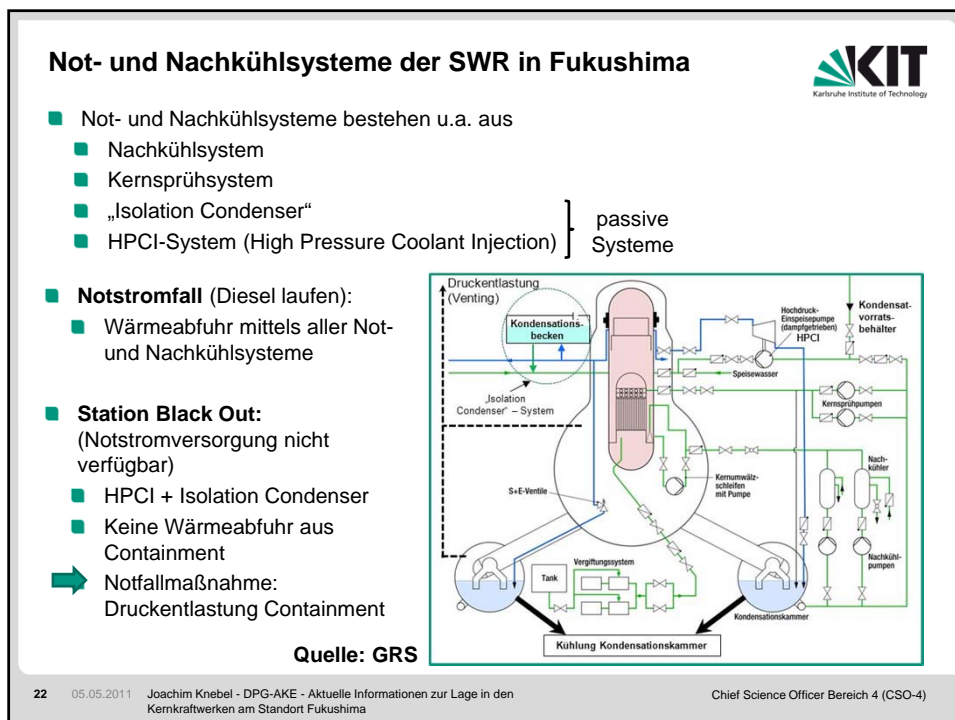 Not- und Nachkühlsysteme der SWR in Fukushima
KIT
Karlsruhe Institute of Technology
Not- und Nachkühlsysteme bestehen u.a. aus
Nachkühlsystem
Kernsprühsystem
„Isolation Condenser“
HPCI-System (High Pressure Coolant Injection)
passive
Systeme
Notstromfall (Diesel laufen):
Wärmeabfuhr mittels aller Not-
und Nachkühlsysteme
Station Black Out:
(Notstromversorgung nicht
verfügbar)
HPCI + Isolation Condenser
Keine Wärmeabfuhr aus
Containment
Notfallmaßnahme:
Druckentlastung Containment
Quelle: GRS
Druckentlastung
(Venting)
Kondensations-
becken
„Isolation
Condenser“ – System
Hochdruck-
Einspeisepumpe
(dampfgetrieben)
HPCI
Kondensat-
vorrats-
behälter
Speisewasser
Kernsprühpumpen
Nach-
kühler
Kernumwälz-
schleifen
mit Pumpe
S+E-Ventile
Vergiftungssystem
Tank
Nachkühl-
pumpen
Kondensationskammer
Kühlung Kondensationskammer
22 05.05.2011 Joachim Knebel - DPG-AKE - Aktuelle Informationen zur Lage in den
Kernkraftwerken am Standort Fukushima
Chief Science Officer Bereich 4 (CSO-4)